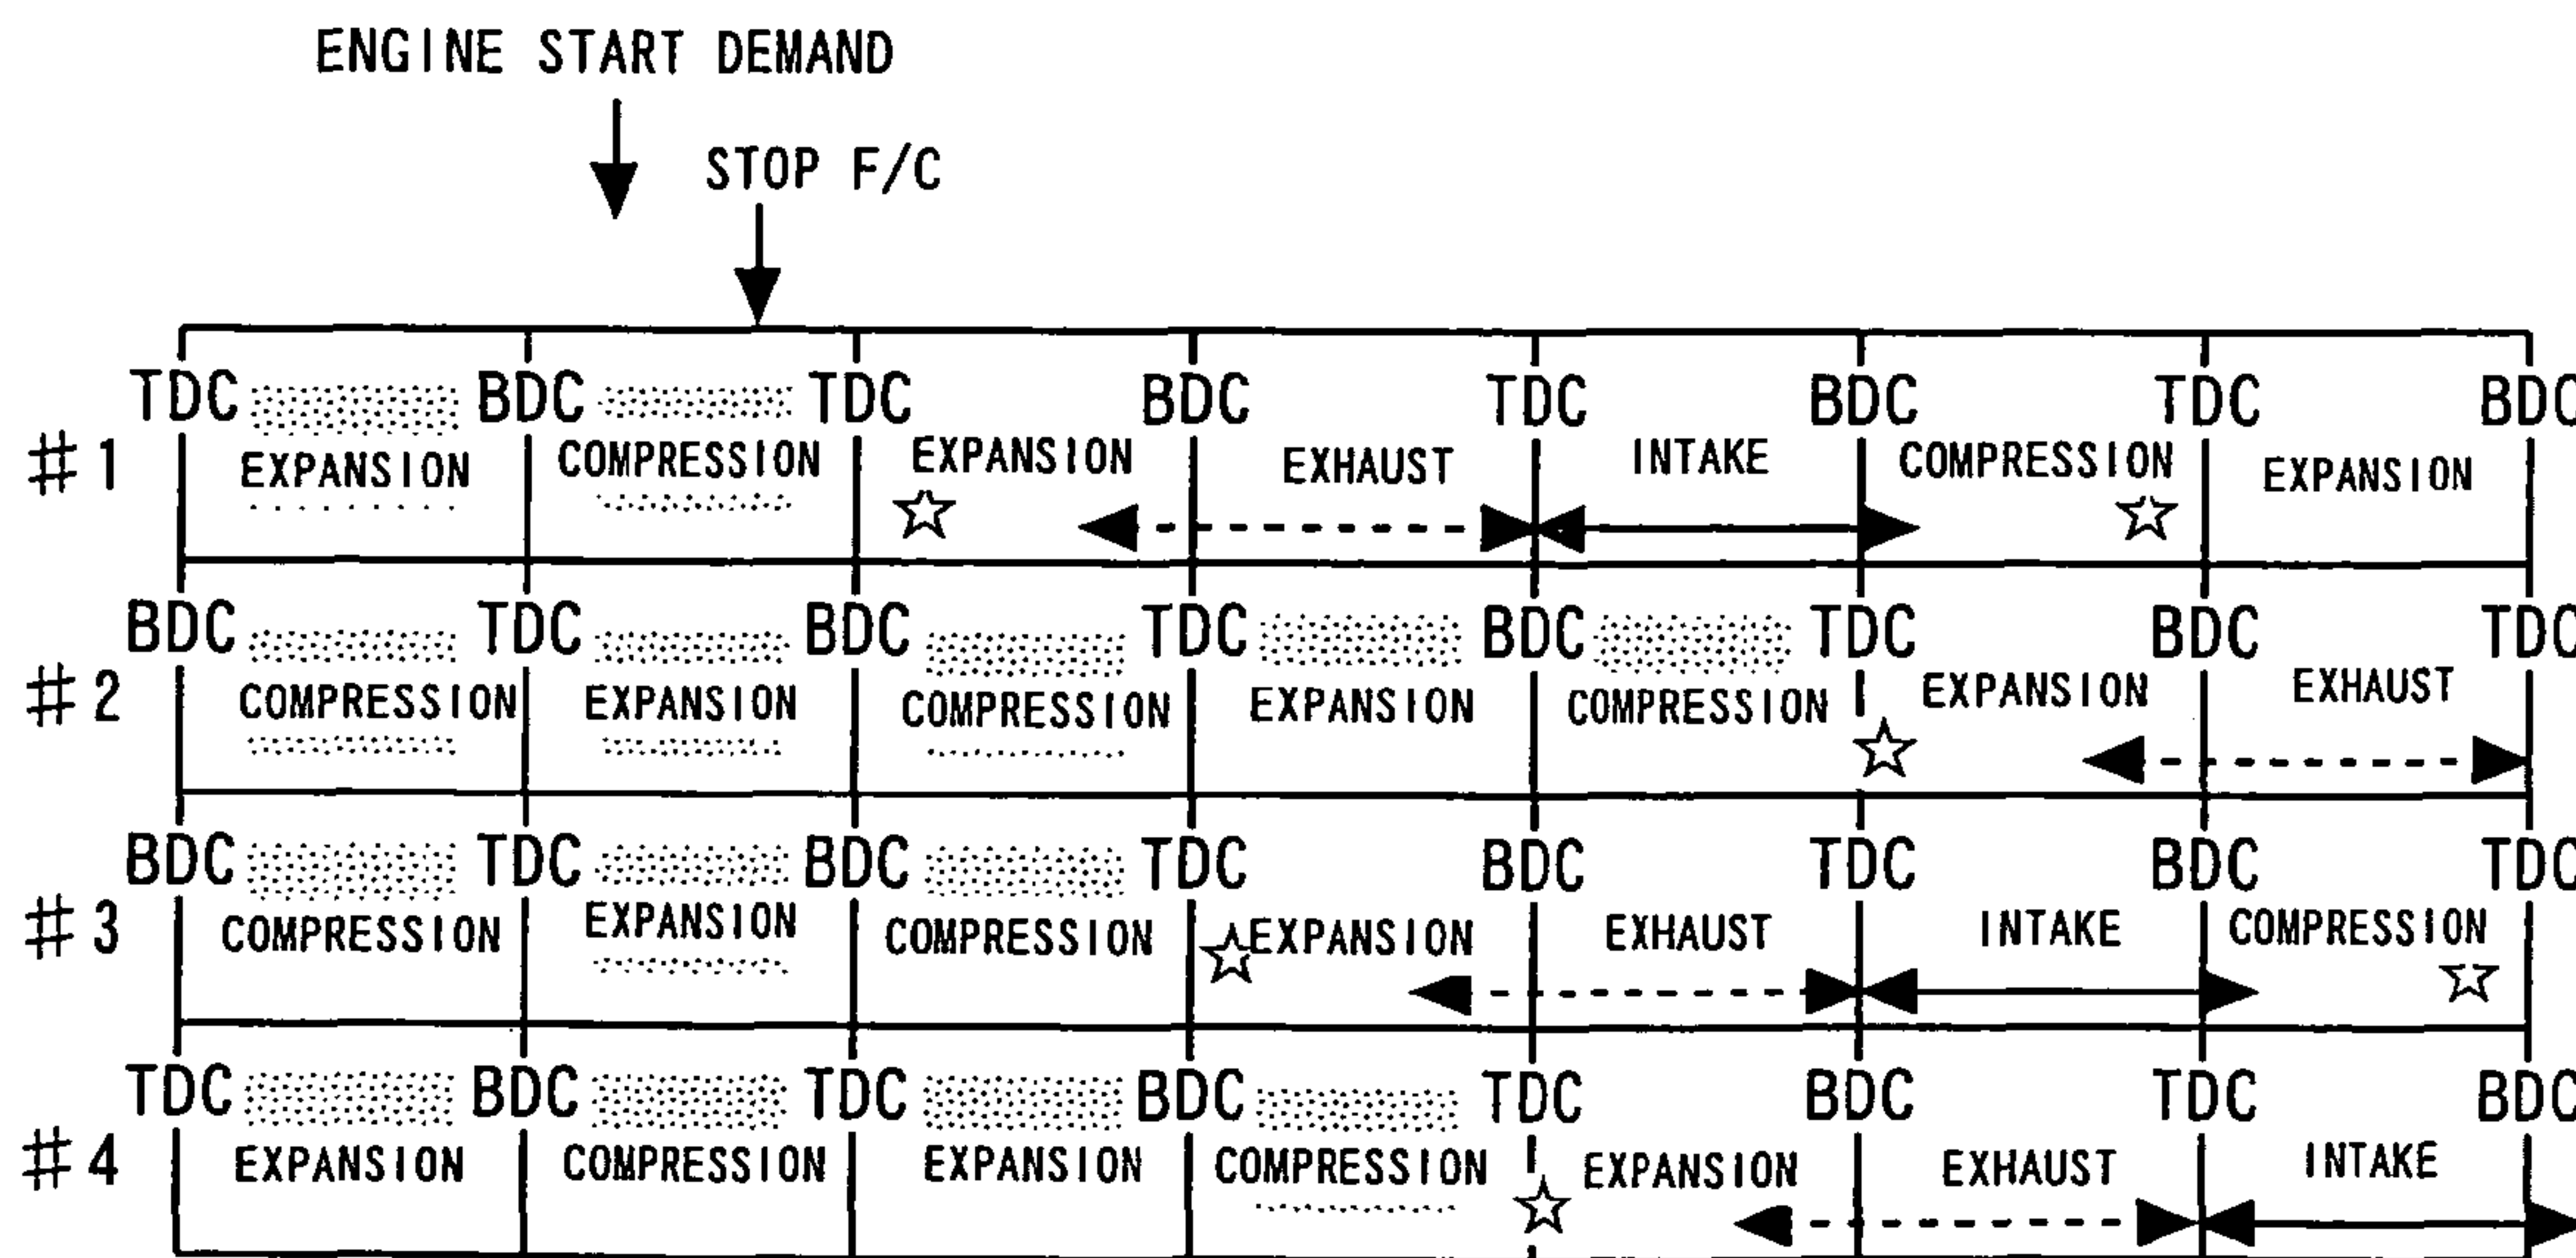 ENGINE START DEMAND
STOP F/C
TDC BDC TDC BDC TDC BDC TDC BDC
#1 EXPANSION COMPRESSION EXPANSION EXHAUST INTAKE COMPRESSION EXPANSION
BDC TDC BDC TDC BDC TDC BDC TDC
#2 COMPRESSION EXPANSION COMPRESSION EXPANSION COMPRESSION EXPANSION EXHAUST
BDC TDC BDC TDC BDC TDC BDC TDC
#3 COMPRESSION EXPANSION COMPRESSION EXPANSION EXHAUST INTAKE COMPRESSION
TDC BDC TDC BDC TDC BDC TDC BDC
#4 EXPANSION COMPRESSION EXPANSION COMPRESSION EXPANSION EXHAUST INTAKE